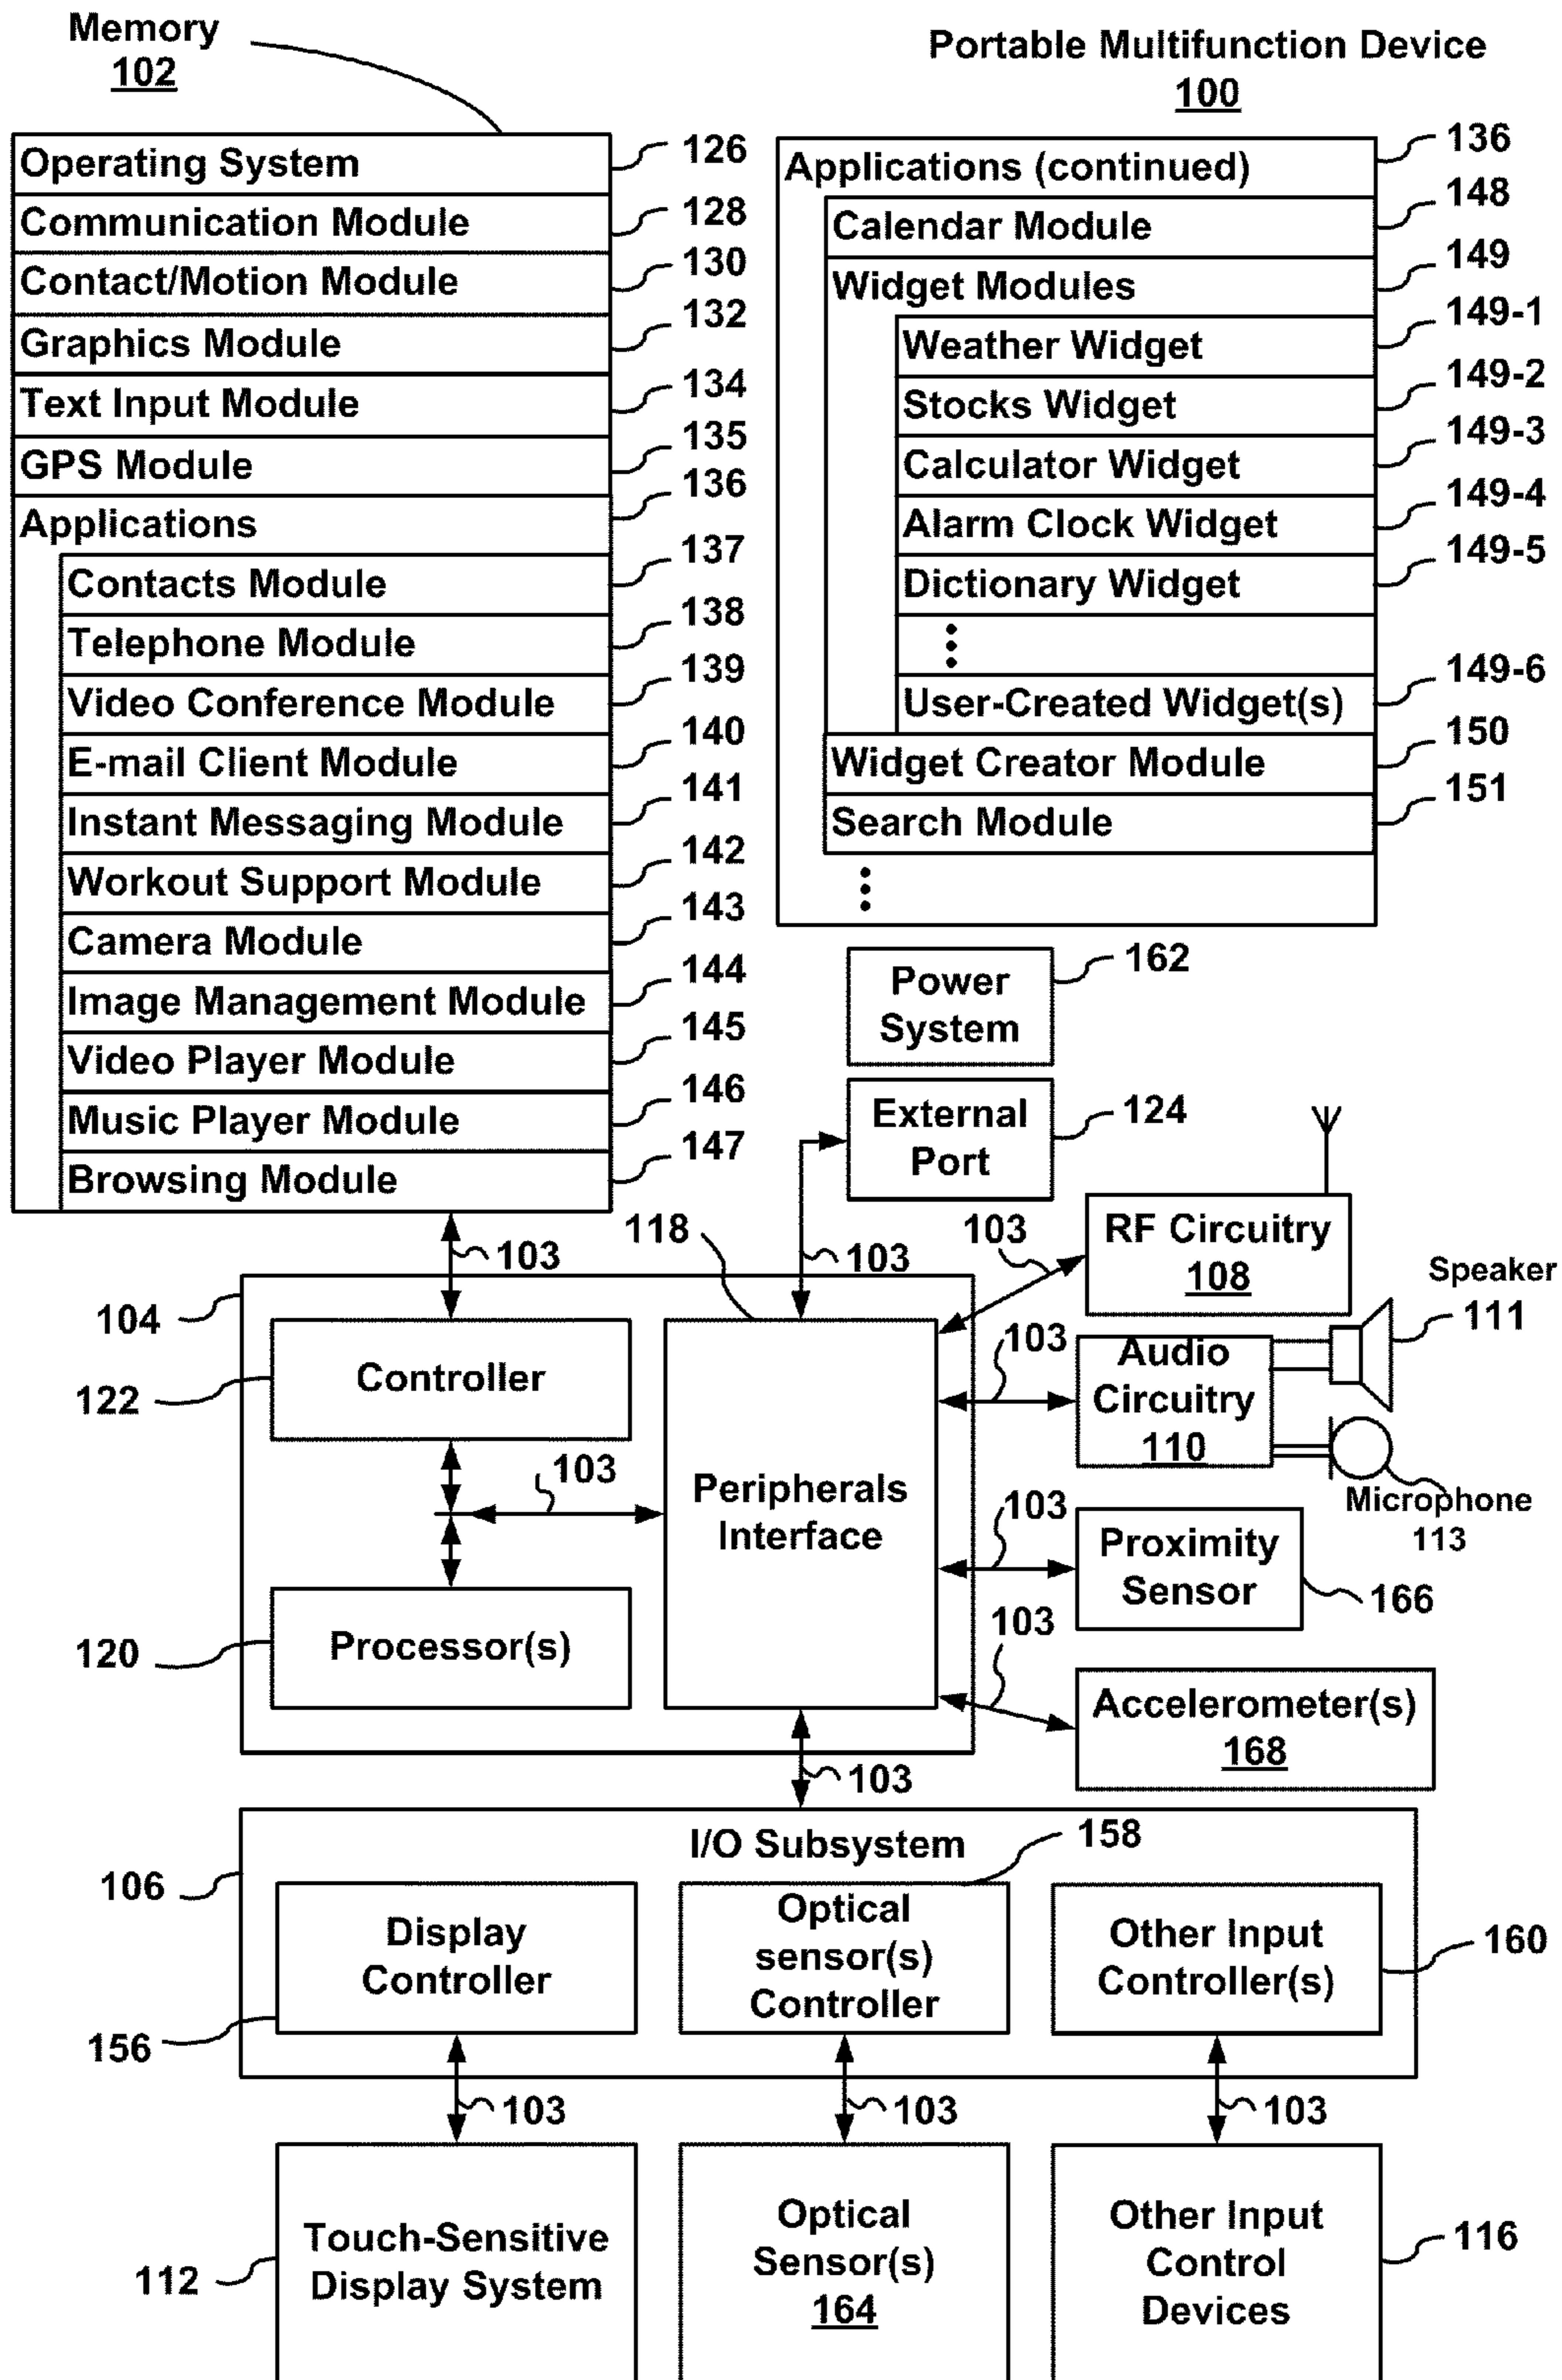 Memory
102
Portable Multifunction Device
100
Operating System
126
Communication Module
128
Contact/Motion Module
130
Graphics Module
132
Text Input Module
134
GPS Module
135
Applications
136
Contacts Module
137
Telephone Module
138
Video Conference Module
139
E-mail Client Module
140
Instant Messaging Module
141
Workout Support Module
142
Camera Module
143
Image Management Module
144
Video Player Module
145
Music Player Module
146
Browsing Module
147
Applications (continued)
136
Calendar Module
148
Widget Modules
149
Weather Widget
149-1
Stocks Widget
149-2
Calculator Widget
149-3
Alarm Clock Widget
149-4
Dictionary Widget
149-5
User-Created Widget(s)
149-6
Widget Creator Module
150
Search Module
151
Power
System
162
External
Port
124
103
118
103
103
RF Circuitry
108
Speaker
111
104
Controller
122
103
Audio
Circuitry
110
Microphone
113
103
Peripherals
Interface
103
Proximity
Sensor
166
Processor(s)
120
103
Accelerometer(s)
168
103
I/O Subsystem
158
106
Display
Controller
156
Optical
sensor(s)
Controller
Other Input
Controller(s)
160
103
103
103
Touch-Sensitive
Display System
112
Optical
Sensor(s)
164
Other Input
Control
Devices
116